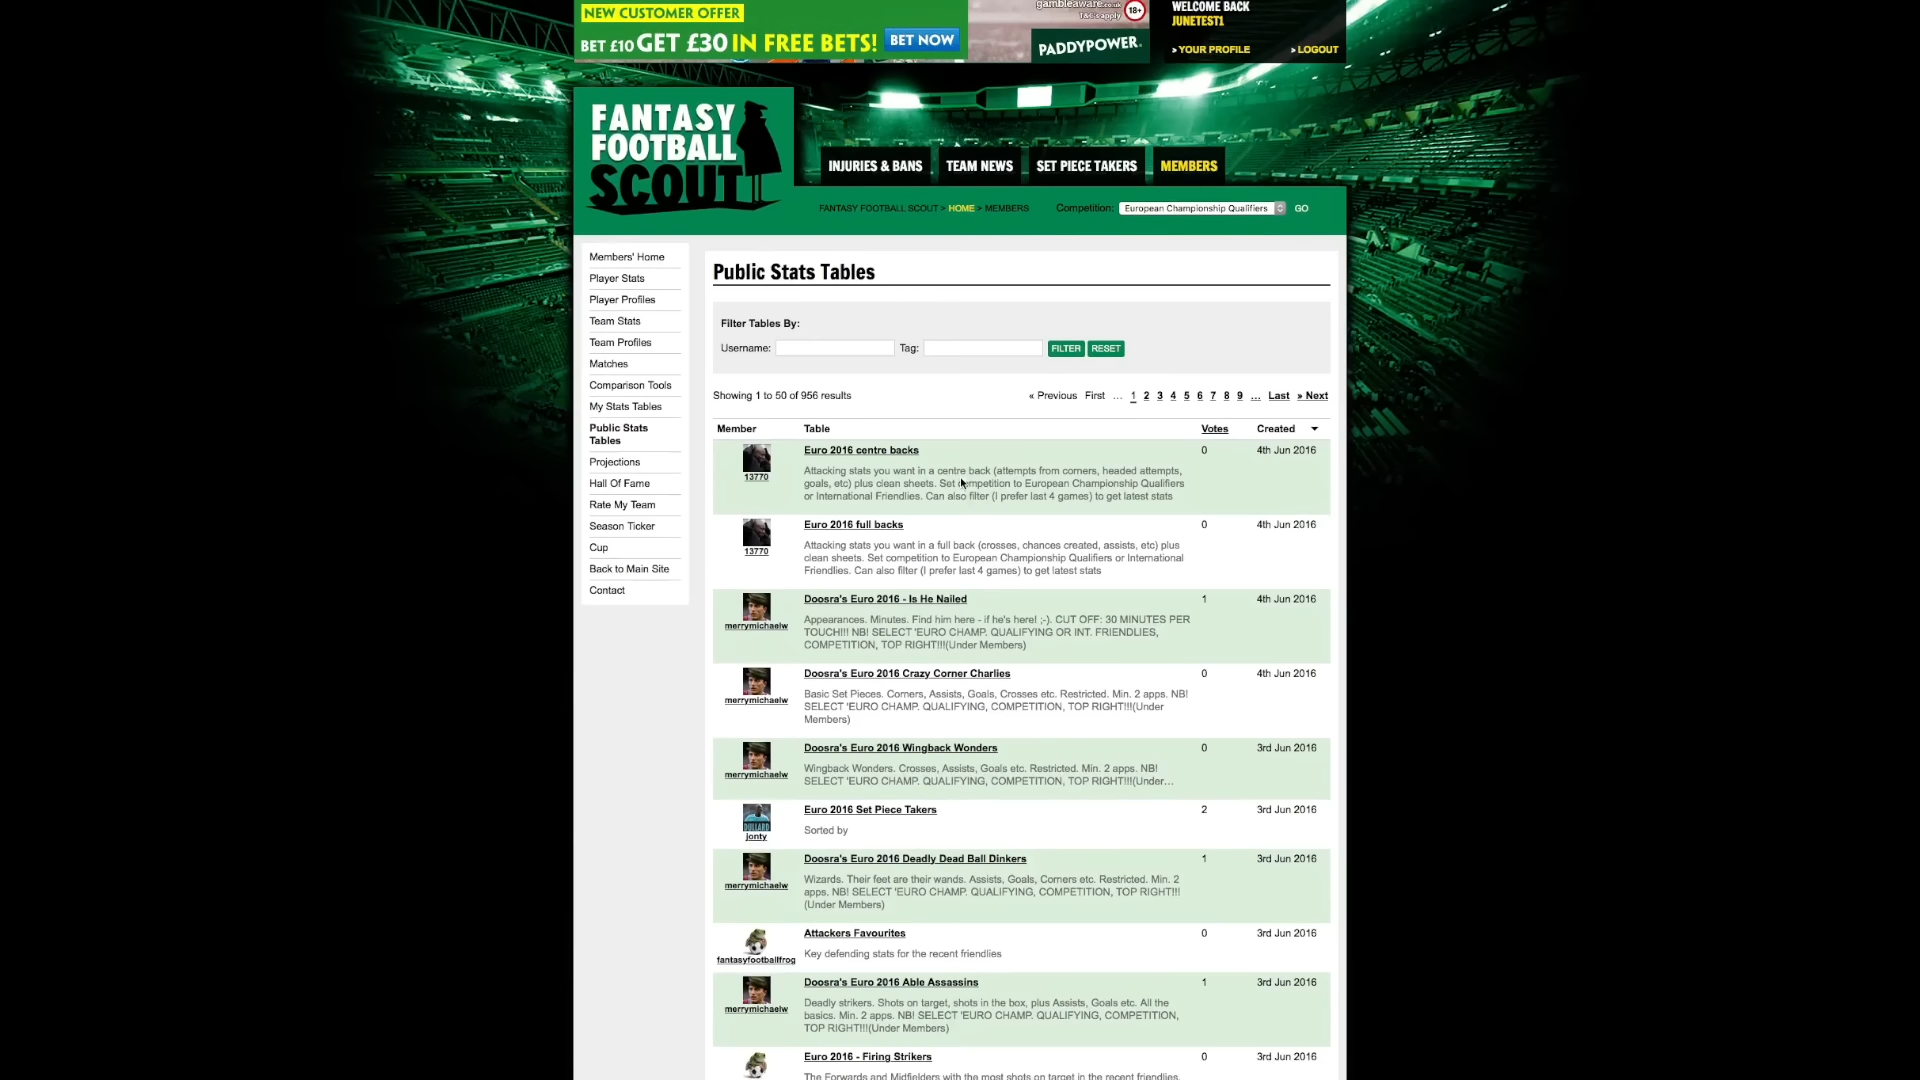 NEW CUSTOMER OFFER
BET £10 GET £30 IN FREE BETS! BET NOW
gambleaware.co.uk
T&Cs apply
18+
PADDYPOWER.
WELCOME BACK
JUNETEST1
> YOUR PROFILE > LOGOUT
FANTASY
FOOTBALL
SCOUT
INJURIES & BANS TEAM NEWS SET PIECE TAKERS MEMBERS
FANTASY FOOTBALL SCOUT > HOME > MEMBERS Competition: European Championship Qualifiers GO
Members' Home
Player Stats
Player Profiles
Team Stats
Team Profiles
Matches
Comparison Tools
My Stats Tables
Public Stats
Tables
Projections
Hall Of Fame
Rate My Team
Season Ticker
Cup
Back to Main Site
Contact
Public Stats Tables
Filter Tables By:
Username: Tag: FILTER RESET
Showing 1 to 50 of 956 results « Previous First ... 1 2 3 4 5 6 7 8 9 ... Last » Next
Member Table Votes Created
Euro 2016 centre backs 0 4th Jun 2016
Attacking stats you want in a centre back (attempts from corners, headed attempts,
goals, etc) plus clean sheets. Set competition to European Championship Qualifiers
or International Friendlies. Can also filter (I prefer last 4 games) to get latest stats
13770
Euro 2016 full backs 0 4th Jun 2016
Attacking stats you want in a full back (crosses, chances created, assists, etc) plus
clean sheets. Set competition to European Championship Qualifiers or International
Friendlies. Can also filter (I prefer last 4 games) to get latest stats
13770
Doosra's Euro 2016 - Is He Nailed 1 4th Jun 2016
Appearances. Minutes. Find him here - if he's here! ;-). CUT OFF: 30 MINUTES PER
TOUCH!!! NB! SELECT 'EURO CHAMP. QUALIFYING OR INT. FRIENDLIES,
COMPETITION, TOP RIGHT!!!(Under Members)
merrymichaelw
Doosra's Euro 2016 Crazy Corner Charlies 0 4th Jun 2016
Basic Set Pieces. Corners, Assists, Goals, Crosses etc. Restricted. Min. 2 apps. NB!
SELECT 'EURO CHAMP. QUALIFYING, COMPETITION, TOP RIGHT!!!(Under
Members)
merrymichaelw
Doosra's Euro 2016 Wingback Wonders 0 3rd Jun 2016
Wingback Wonders. Crosses, Assists, Goals etc. Restricted. Min. 2 apps. NB!
SELECT 'EURO CHAMP. QUALIFYING, COMPETITION, TOP RIGHT!!!(Under...
merrymichaelw
Euro 2016 Set Piece Takers 2 3rd Jun 2016
Sorted by
jonty
Doosra's Euro 2016 Deadly Dead Ball Dinkers 1 3rd Jun 2016
Wizards. Their feet are their wands. Assists, Goals, Corners etc. Restricted. Min. 2
apps. NB! SELECT 'EURO CHAMP. QUALIFYING, COMPETITION, TOP RIGHT!!!
(Under Members)
merrymichaelw
Attackers Favourites 0 3rd Jun 2016
Key defending stats for the recent friendlies
fantasyfootballfrog
Doosra's Euro 2016 Able Assassins 1 3rd Jun 2016
Deadly strikers. Shots on target, shots in the box, plus Assists, Goals etc. All the
basics. Min. 2 apps. NB! SELECT 'EURO CHAMP. QUALIFYING, COMPETITION,
TOP RIGHT!!!(Under Members)
merrymichaelw
Euro 2016 - Firing Strikers 0 3rd Jun 2016
The Forwards and Midfielders with the most shots on target in the recent friendlies.